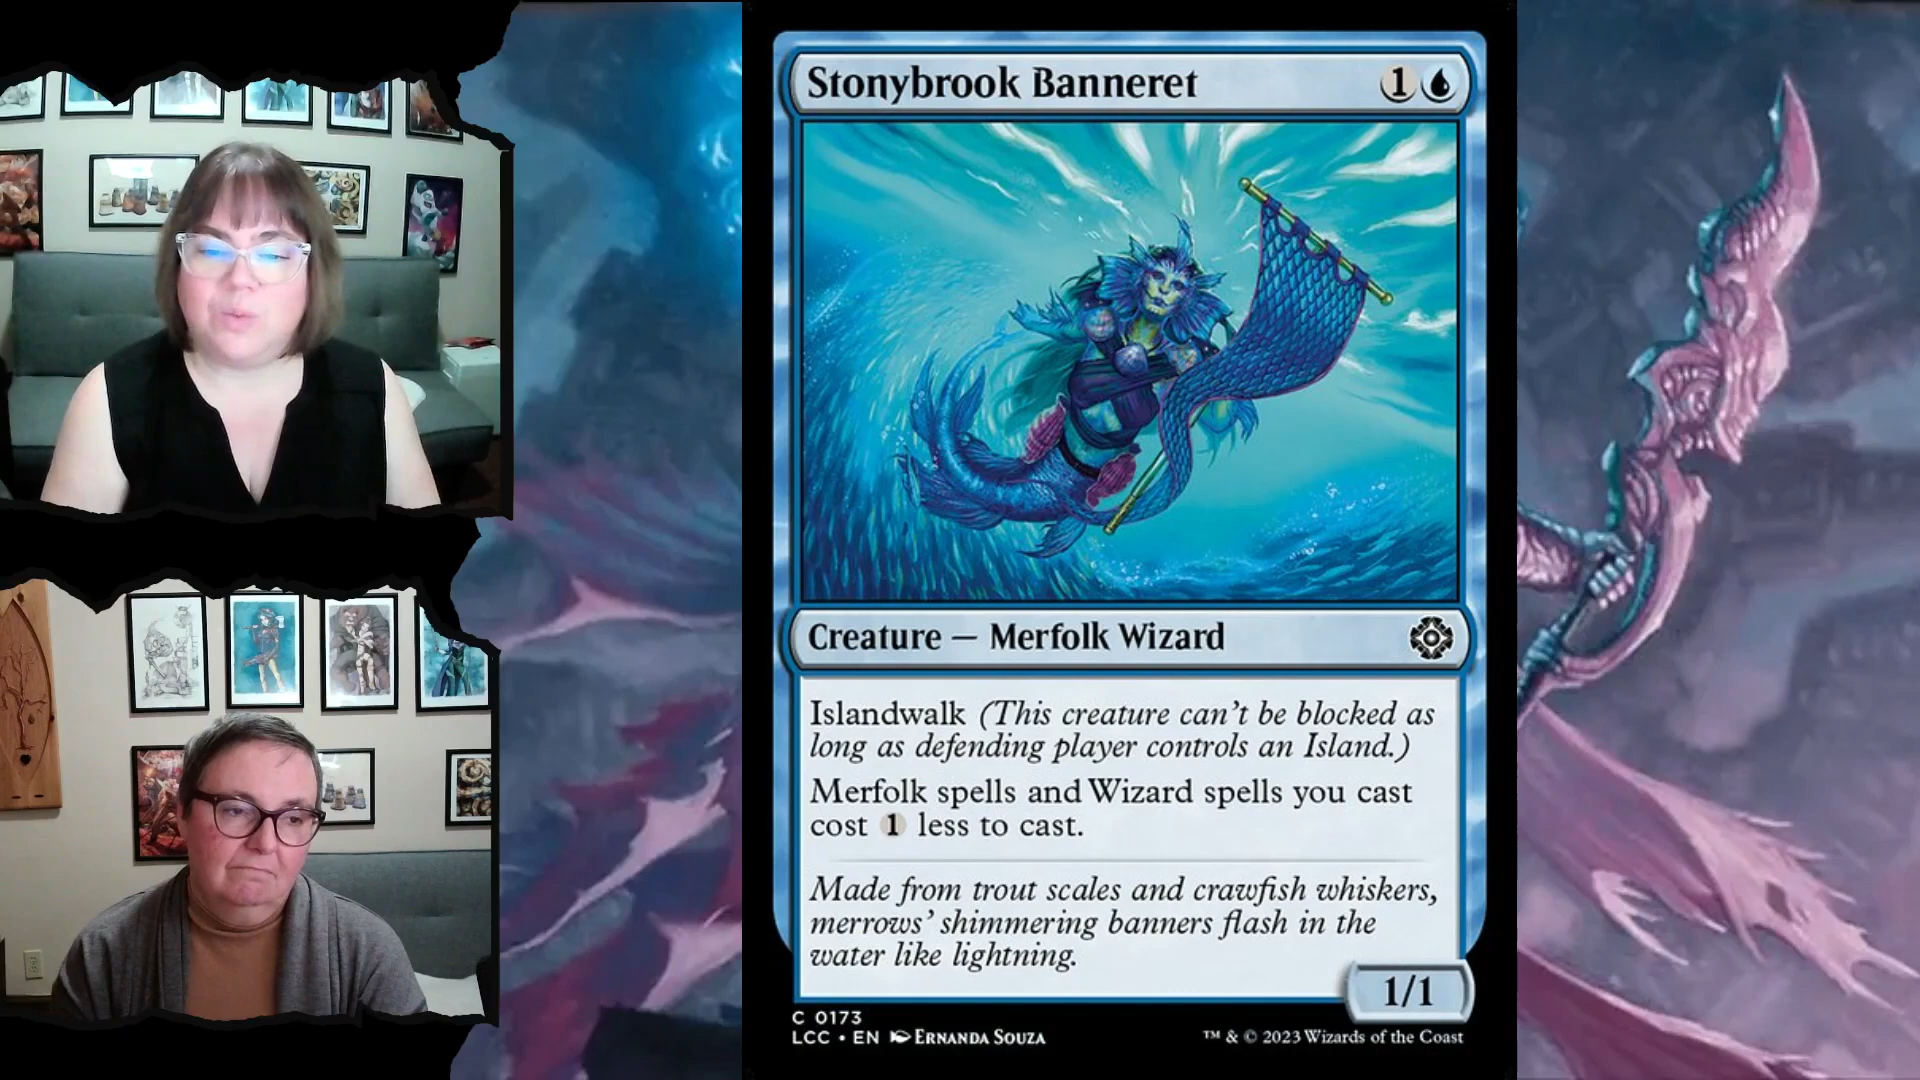 Stonybrook Banneret 1
Creature — Merfolk Wizard
Islandwalk (This creature can't be blocked as
long as defending player controls an Island.)
Merfolk spells and Wizard spells you cast
cost 1 less to cast.
Made from trout scales and crawfish whiskers,
merrows' shimmering banners flash in the
water like lightning.
1/1
C 0173
LCC • EN Ernanda Souza
™ & © 2023 Wizards of the Coast